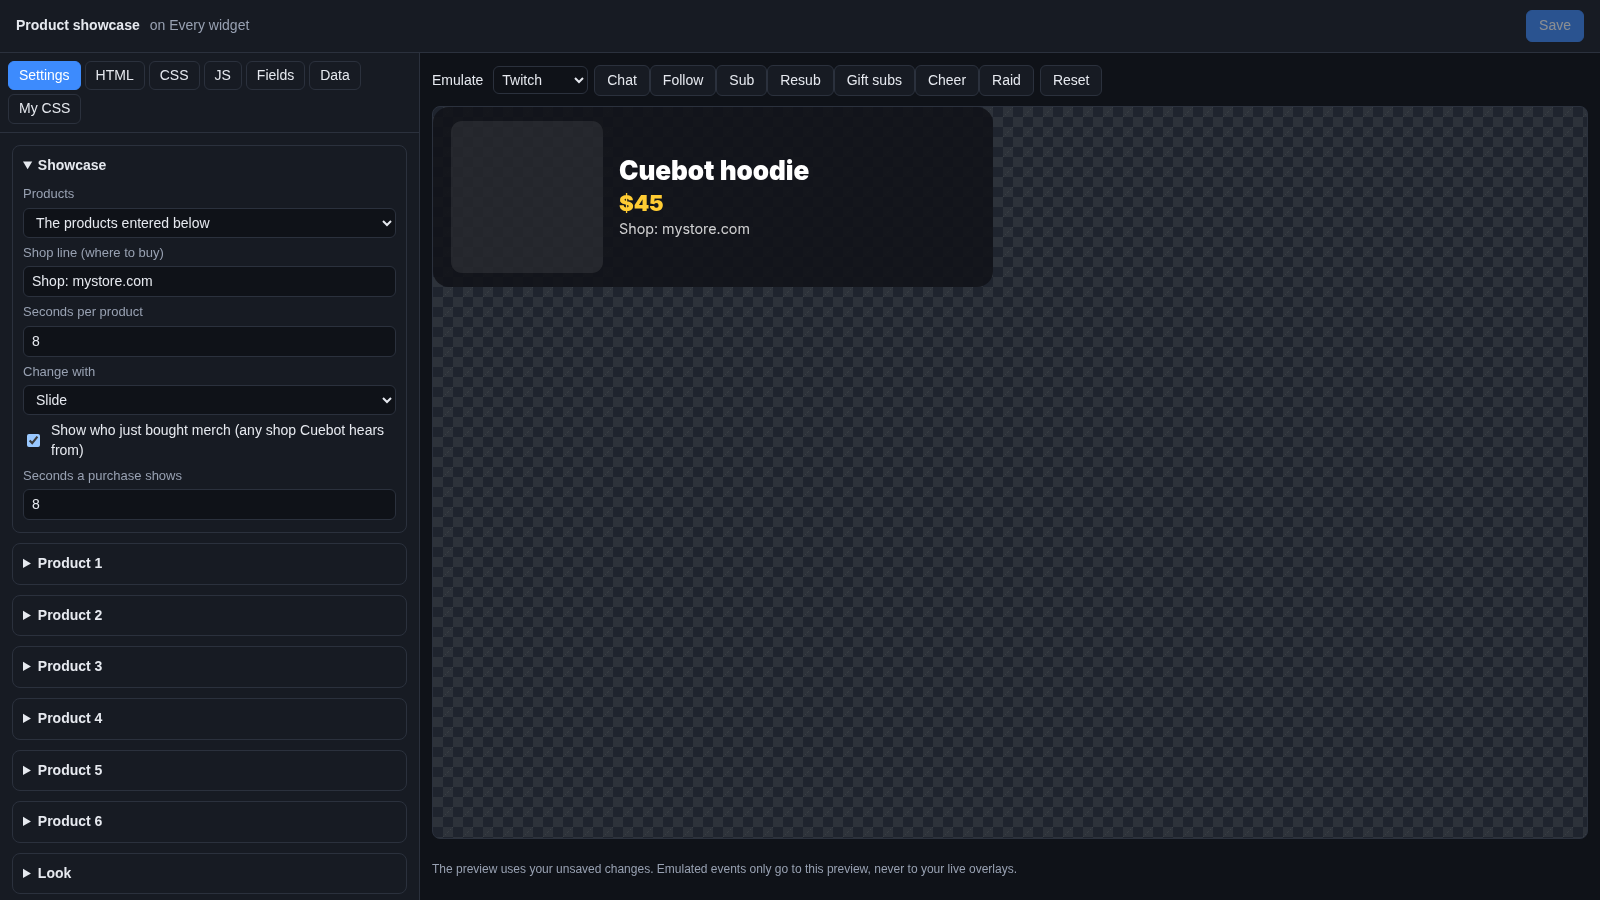 Product showcase on Every widget
Save
Settings HTML CSS JS Fields Data
My CSS
Emulate Twitch Chat Follow Sub Resub Gift subs Cheer Raid Reset
Showcase
Products
The products entered below
Shop line (where to buy)
Shop: mystore.com
Seconds per product
8
Change with
Slide
Show who just bought merch (any shop Cuebot hears
from)
Seconds a purchase shows
8
Product 1
Product 2
Product 3
Product 4
Product 5
Product 6
Look
Cuebot hoodie
$45
Shop: mystore.com
The preview uses your unsaved changes. Emulated events only go to this preview, never to your live overlays.